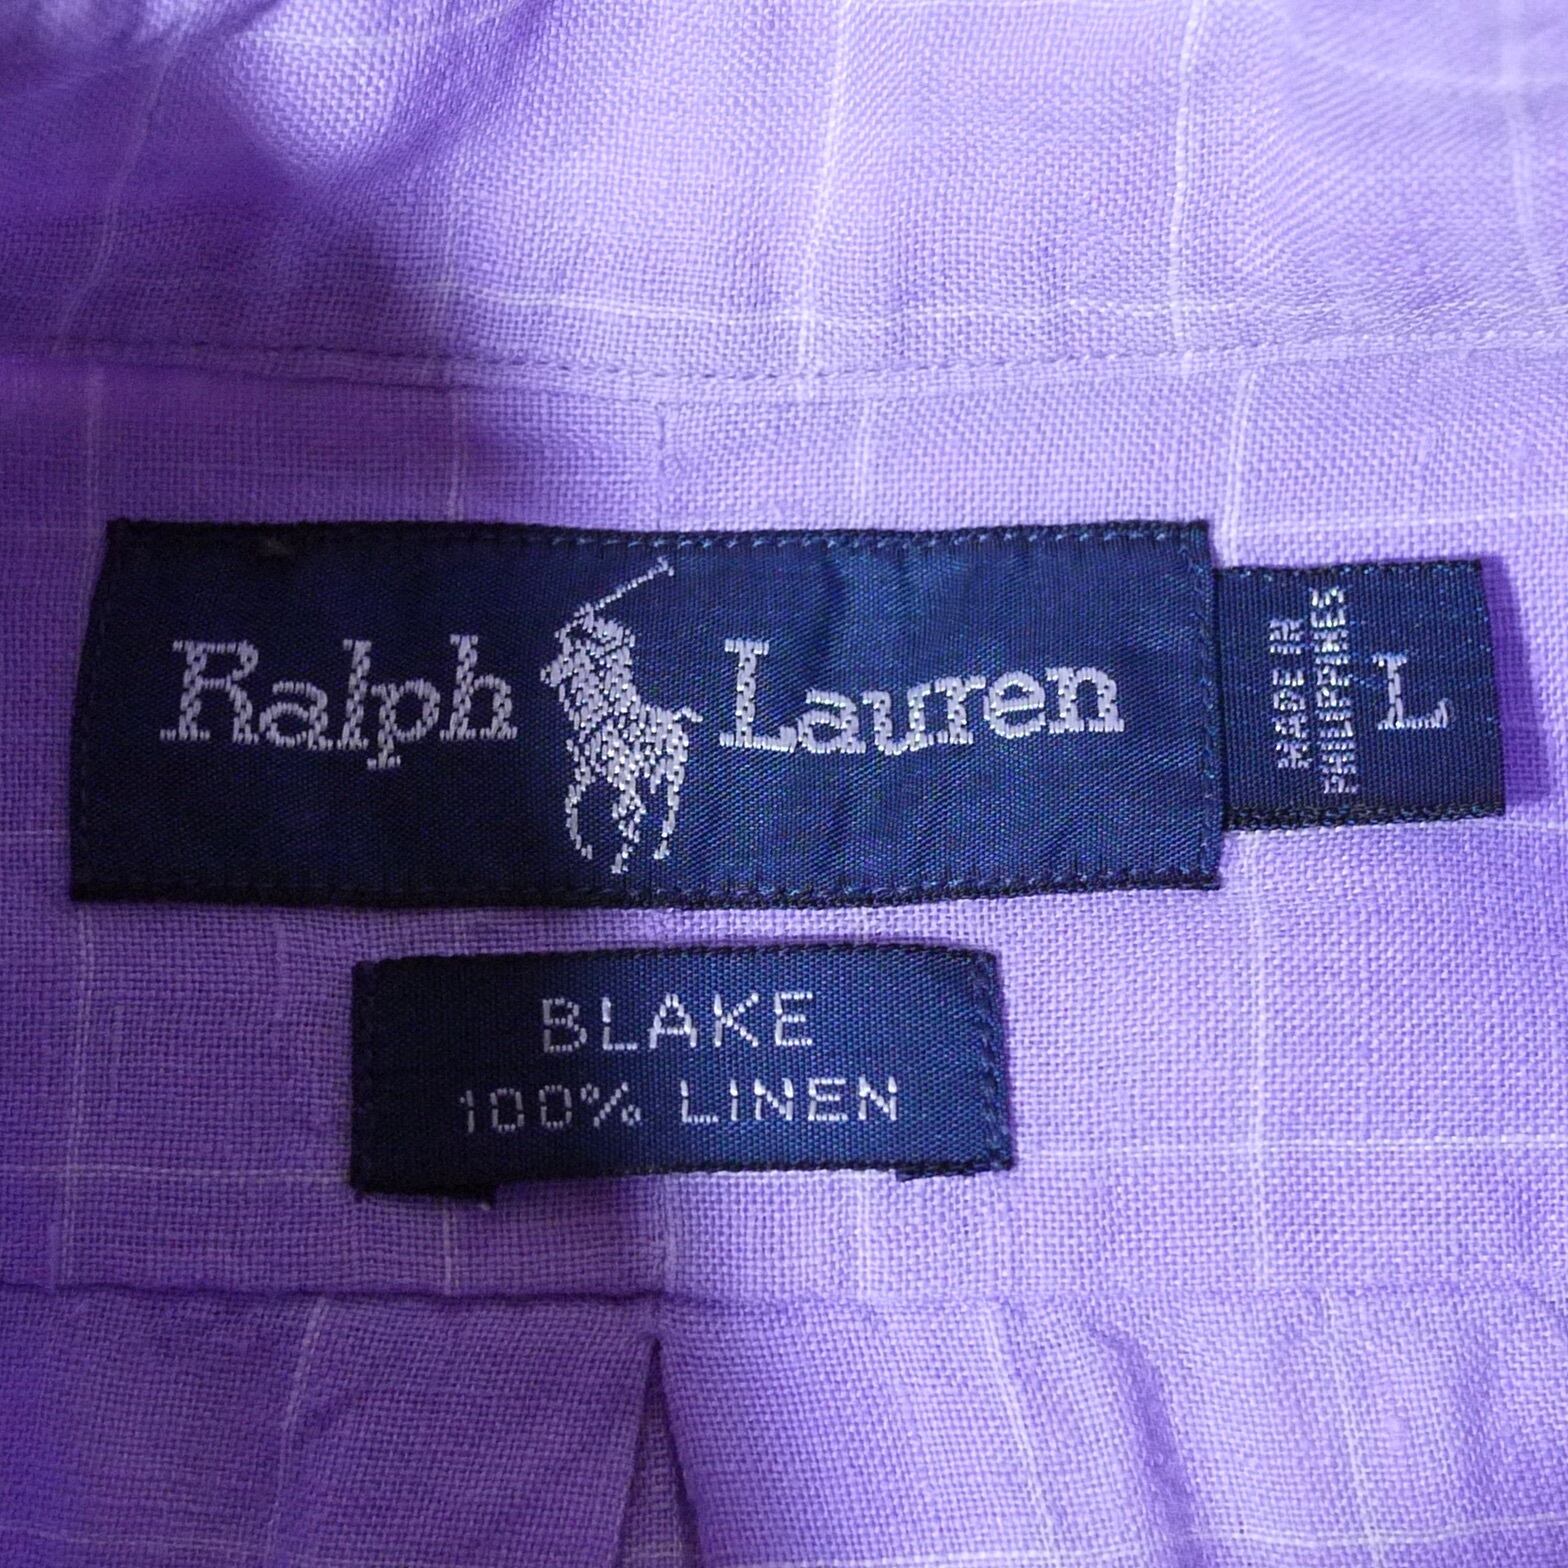 Ralph Lauren
MADE IN
PHILIPPINES
L
BLAKE
100% LINEN